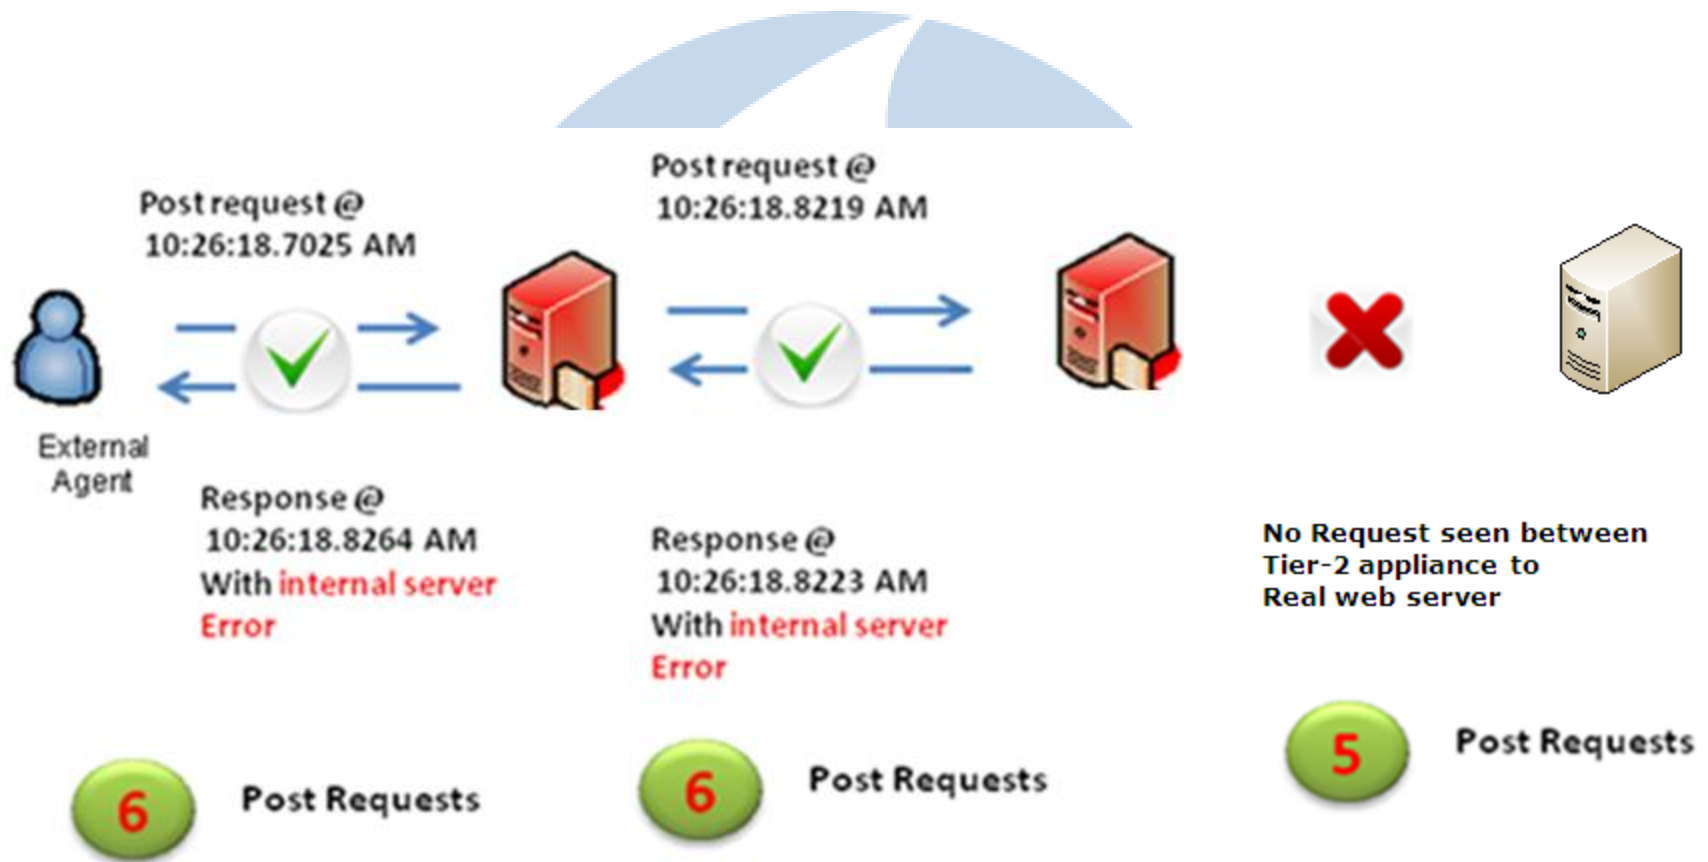 Post request @
10:26:18.7025 AM
Post request @
10:26:18.8219 AM
External
Agent
Response @
10:26:18.8264 AM
With internal server
Error
Response @
10:26:18.8223 AM
With internal server
Error
No Request seen between
Tier-2 appliance to
Real web server
6 Post Requests
6 Post Requests
5 Post Requests